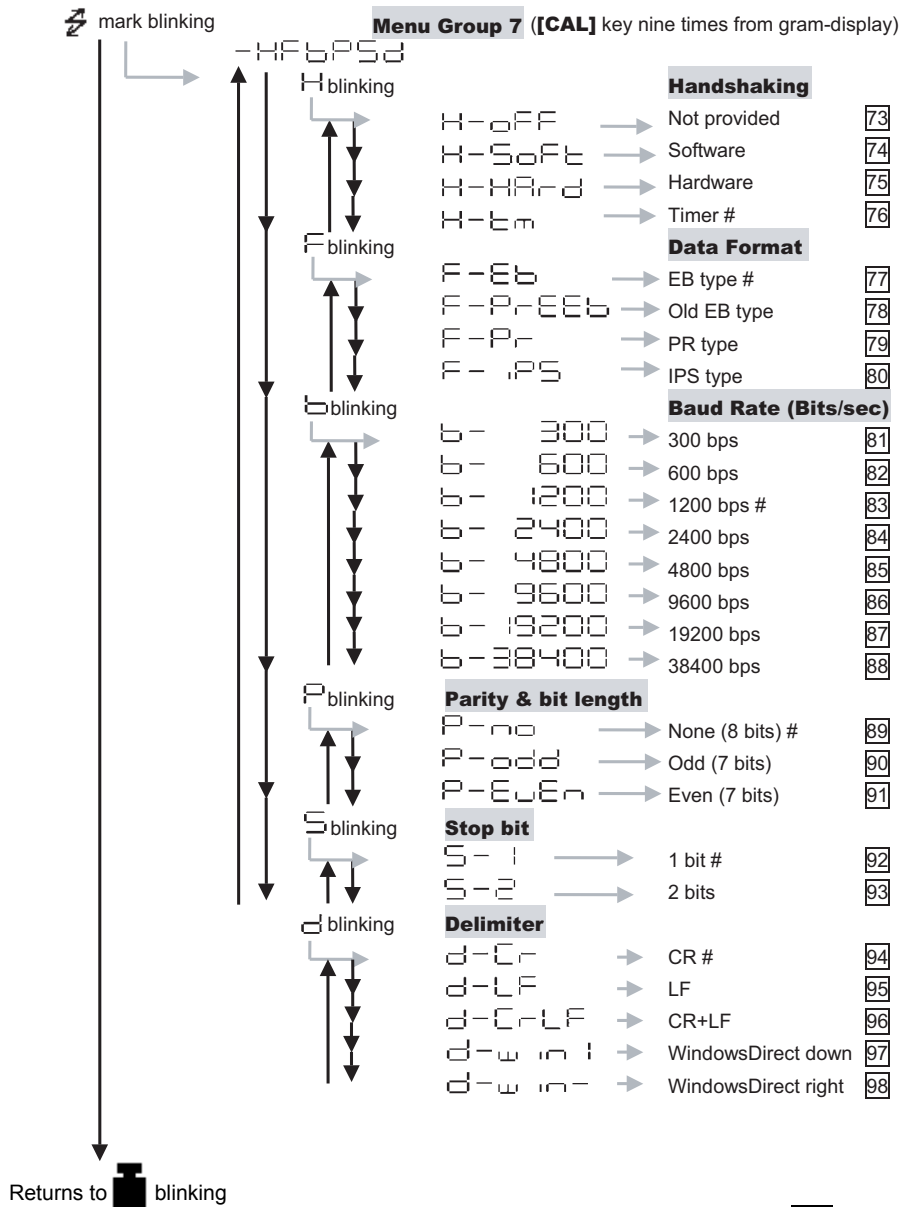 mark blinking
Menu Group 7 ([CAL] key nine times from gram-display)
-HFbPSd
H blinking
Handshaking
H-oFF Not provided 73
H-SoFt Software 74
H-HArd Hardware 75
H-tm Timer # 76
F blinking
Data Format
F-Eb EB type # 77
F-PrEEb Old EB type 78
F-Pr PR type 79
F-iPS IPS type 80
b blinking
Baud Rate (Bits/sec)
b- 300 300 bps 81
b- 600 600 bps 82
b- 1200 1200 bps # 83
b- 2400 2400 bps 84
b- 4800 4800 bps 85
b- 9600 9600 bps 86
b- 19200 19200 bps 87
b-38400 38400 bps 88
P blinking
Parity & bit length
P-no None (8 bits) # 89
P-odd Odd (7 bits) 90
P-EvEn Even (7 bits) 91
S blinking
Stop bit
S-1 1 bit # 92
S-2 2 bits 93
d blinking
Delimiter
d-Cr CR # 94
d-LF LF 95
d-CrLF CR+LF 96
d-win1 WindowsDirect down 97
d-win- WindowsDirect right 98
Returns to blinking